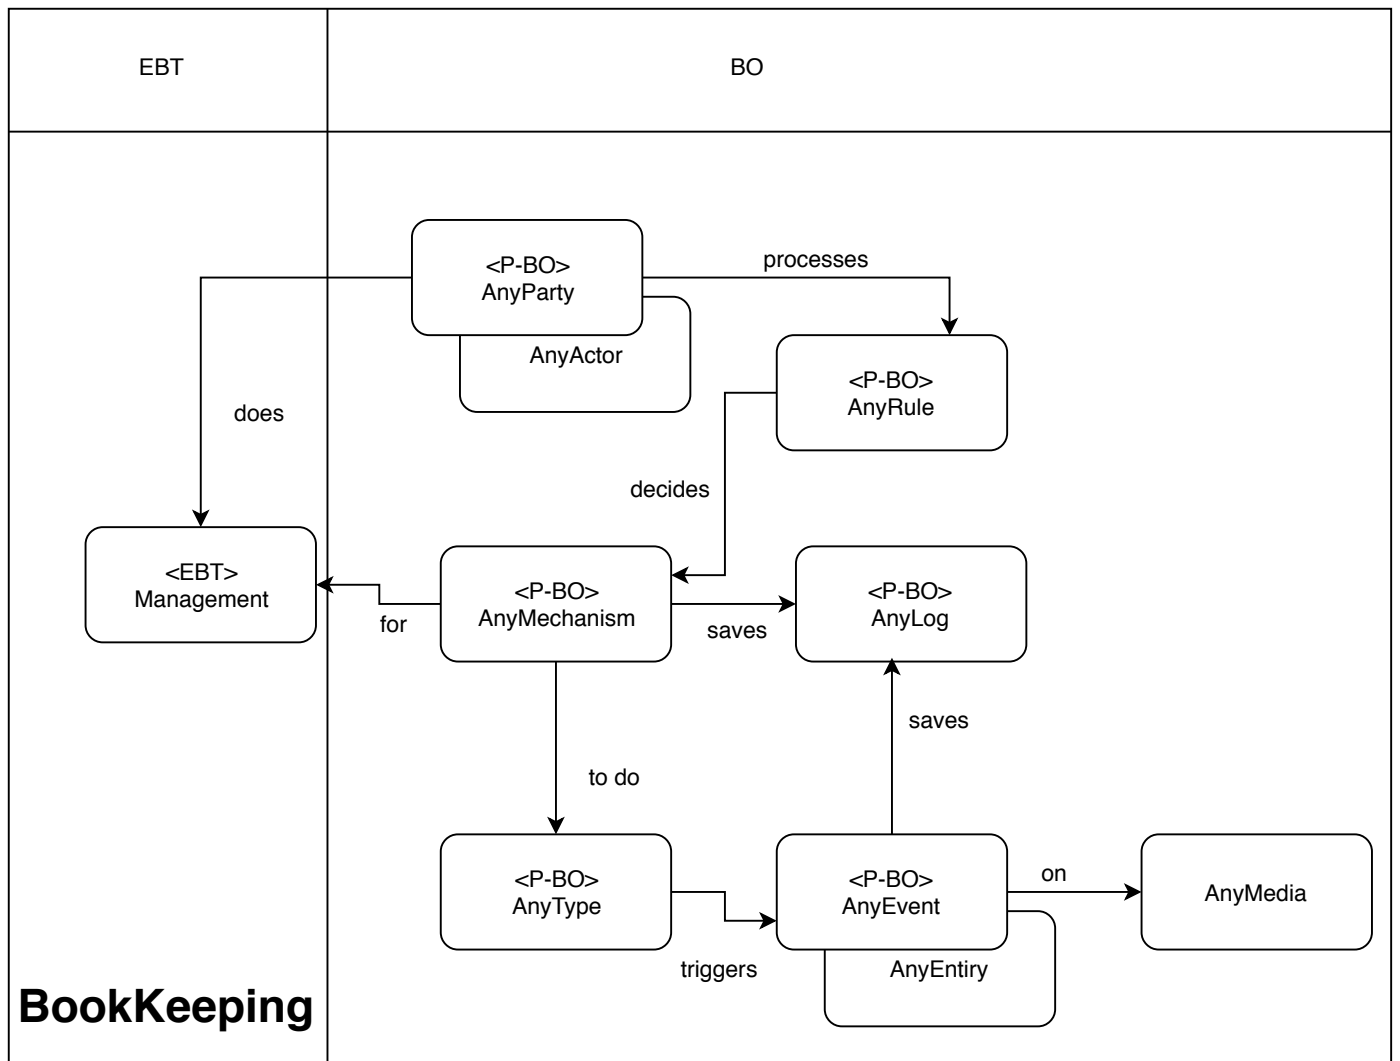 EBT
BO
<P-BO>
AnyParty
processes
AnyActor
<P-BO>
AnyRule
does
decides
<EBT>
Management
<P-BO>
AnyMechanism
<P-BO>
AnyLog
for
saves
saves
to do
<P-BO>
AnyType
<P-BO>
AnyEvent
on
AnyMedia
triggers
AnyEntiry
BookKeeping